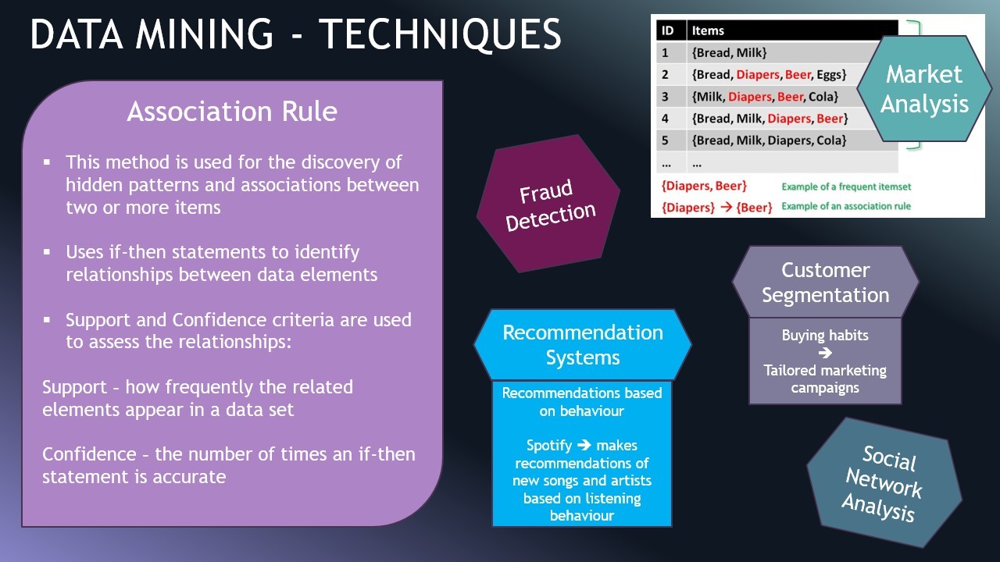 DATA MINING - TECHNIQUES
Association Rule
▪ This method is used for the discovery of
hidden patterns and associations between
two or more items
▪ Uses if-then statements to identify
relationships between data elements
▪ Support and Confidence criteria are used
to assess the relationships:
Support – how frequently the related
elements appear in a data set
Confidence – the number of times an if-then
statement is accurate
Fraud
Detection
ID Items
1 {Bread, Milk}
2 {Bread, Diapers, Beer, Eggs}
3 {Milk, Diapers, Beer, Cola}
4 {Bread, Milk, Diapers, Beer}
5 {Bread, Milk, Diapers, Cola}
... ...
{Diapers, Beer} Example of a frequent itemset
{Diapers} → {Beer} Example of an association rule
Market
Analysis
Recommendation
Systems
Recommendations based
on behaviour
Spotify → makes
recommendations of
new songs and artists
based on listening
behaviour
Customer
Segmentation
Buying habits
→
Tailored marketing
campaigns
Social
Network
Analysis